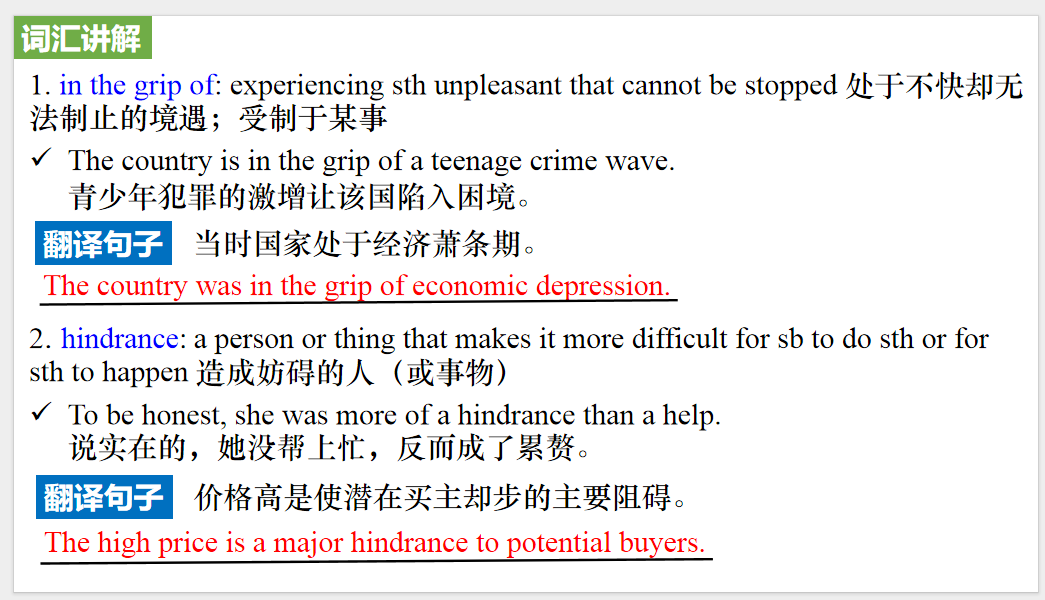 词汇讲解
1. in the grip of: experiencing sth unpleasant that cannot be stopped 处于不快却无
法制止的境遇；受制于某事
✓ The country is in the grip of a teenage crime wave.
青少年犯罪的激增让该国陷入困境。
翻译句子 当时国家处于经济萧条期。
The country was in the grip of economic depression.
2. hindrance: a person or thing that makes it more difficult for sb to do sth or for
sth to happen 造成妨碍的人（或事物）
✓ To be honest, she was more of a hindrance than a help.
说实在的，她没帮上忙，反而成了累赘。
翻译句子 价格高是使潜在买主却步的主要阻碍。
The high price is a major hindrance to potential buyers.